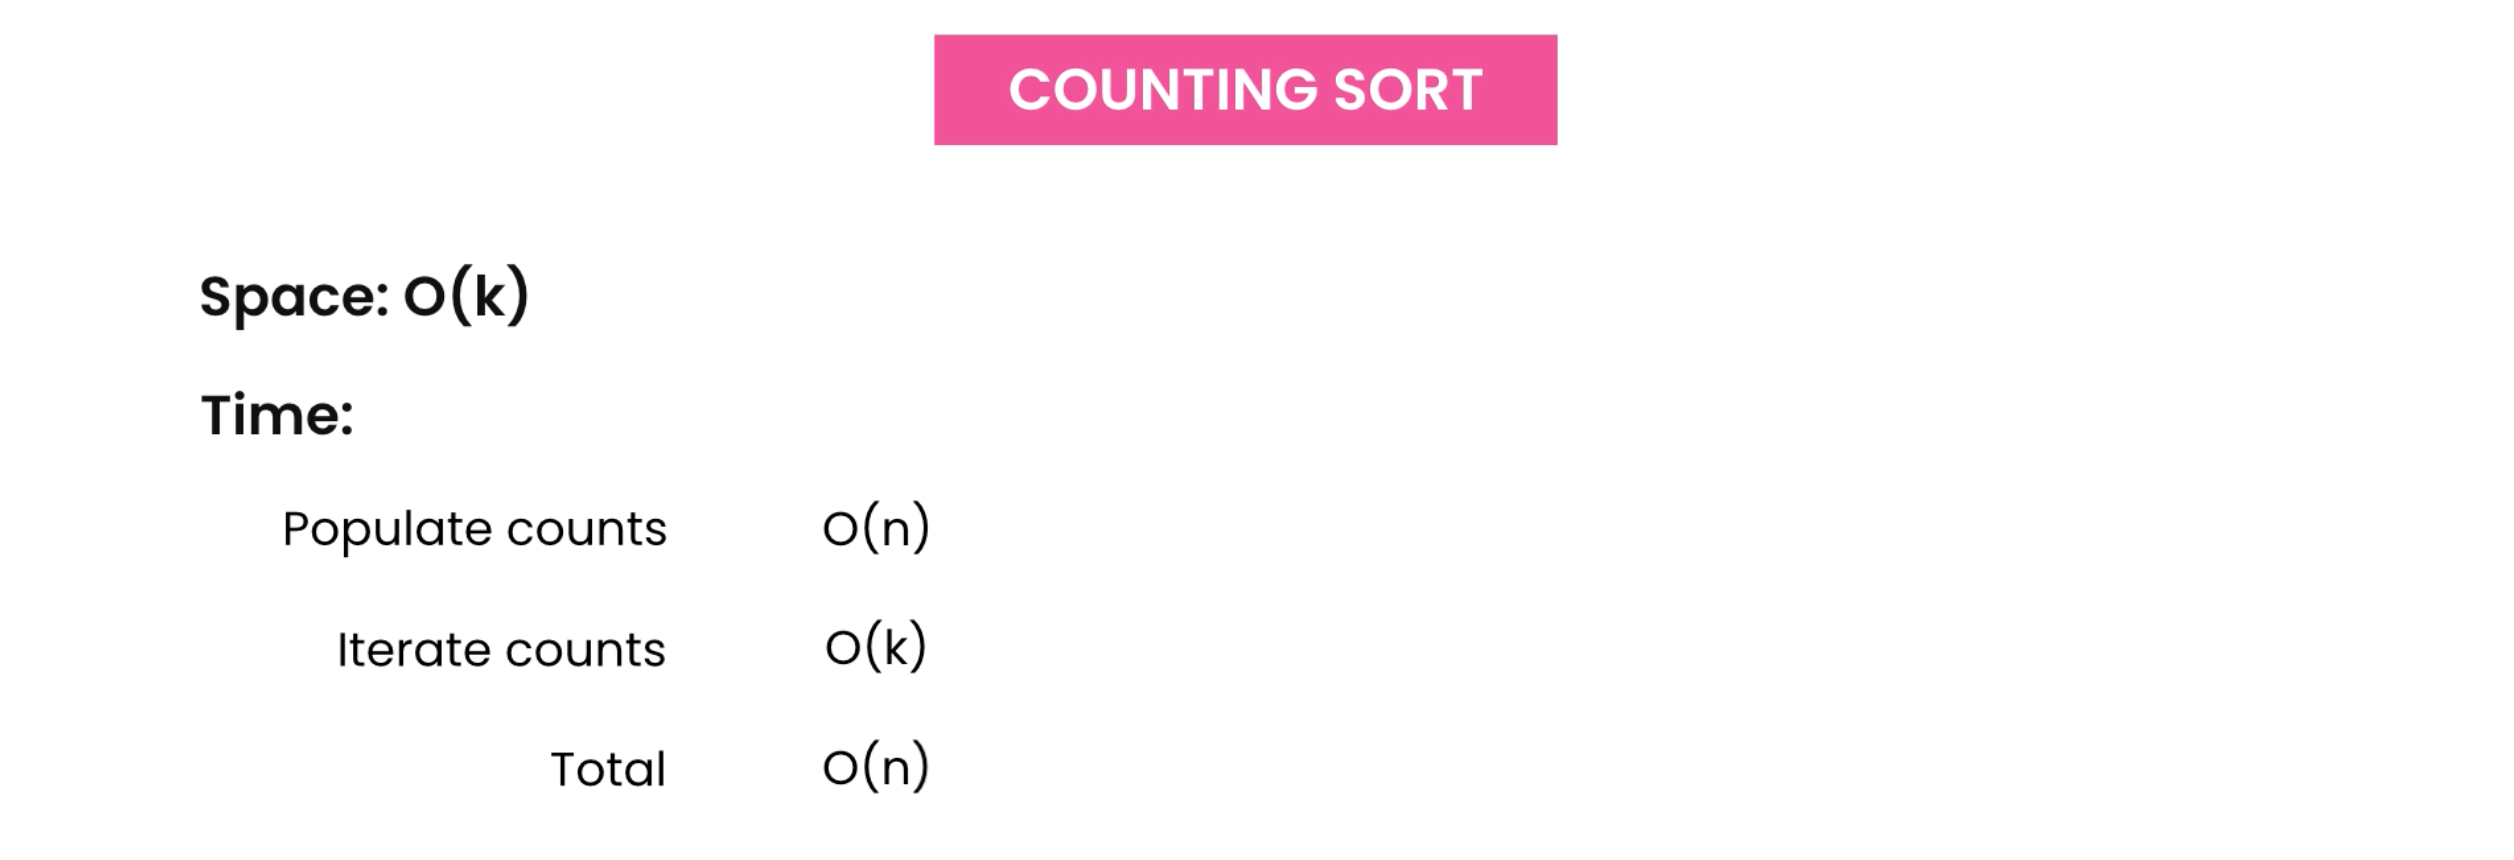 COUNTING SORT
Space: O(k)
Time:
Populate counts O(n)
Iterate counts O(k)
Total O(n)